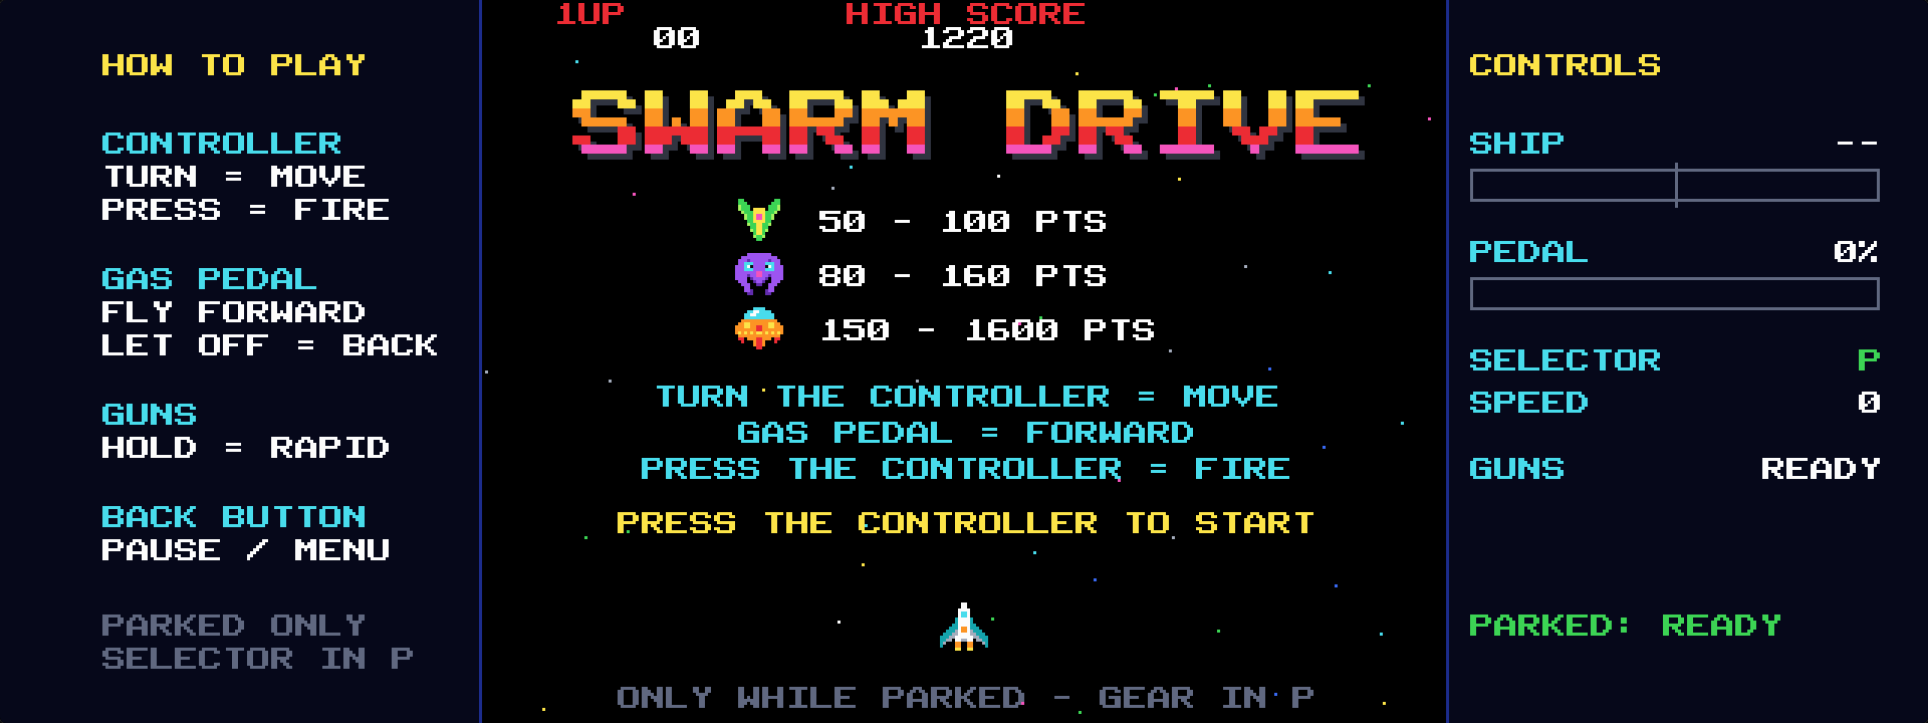 HOW TO PLAY
CONTROLLER
TURN = MOVE
PRESS = FIRE
GAS PEDAL
FLY FORWARD
LET OFF = BACK
GUNS
HOLD = RAPID
BACK BUTTON
PAUSE / MENU
PARKED ONLY
SELECTOR IN P
1UP HIGH SCORE
00 1220
SWARM DRIVE
50 - 100 PTS
80 - 160 PTS
150 - 1600 PTS
TURN THE CONTROLLER = MOVE
GAS PEDAL = FORWARD
PRESS THE CONTROLLER = FIRE
PRESS THE CONTROLLER TO START
ONLY WHILE PARKED - GEAR IN P
CONTROLS
SHIP --
PEDAL 0%
SELECTOR P
SPEED 0
GUNS READY
PARKED: READY